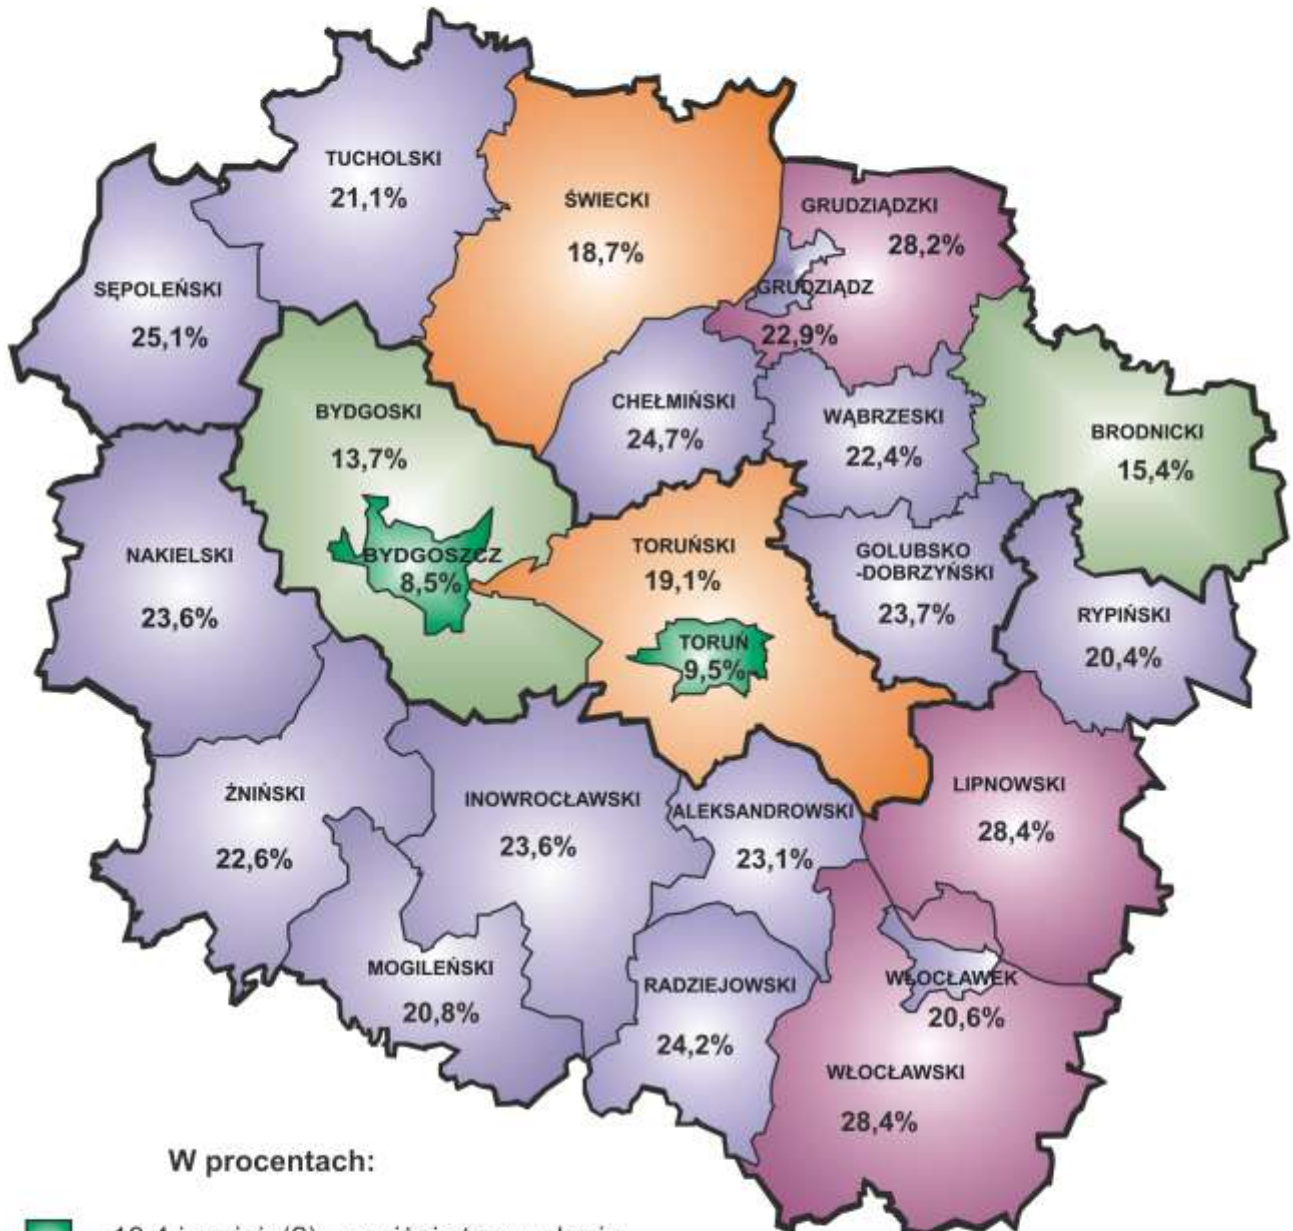 TUCHOLSKI
21,1%
ŚWIECKI
18,7%
GRUDZIĄDZKI
28,2%
GRUDZIĄDZ
22,9%
SĘPOLEŃSKI
25,1%
BYDGOSKI
13,7%
CHEŁMIŃSKI
24,7%
WĄBRZESKI
22,4%
BRODNICKI
15,4%
NAKIELSKI
23,6%
BYDGOSZCZ
8,5%
TORUŃSKI
19,1%
TORUŃ
9,5%
GOLUBSKO
-DOBRZYŃSKI
23,7%
RYPIŃSKI
20,4%
ŻNIŃSKI
22,6%
INOWROCŁAWSKI
23,6%
ALEKSANDROWSKI
23,1%
LIPNOWSKI
28,4%
MOGILEŃSKI
20,8%
RADZIEJOWSKI
24,2%
WŁOCŁAWEK
20,6%
WŁOCŁAWSKI
28,4%
W procentach: